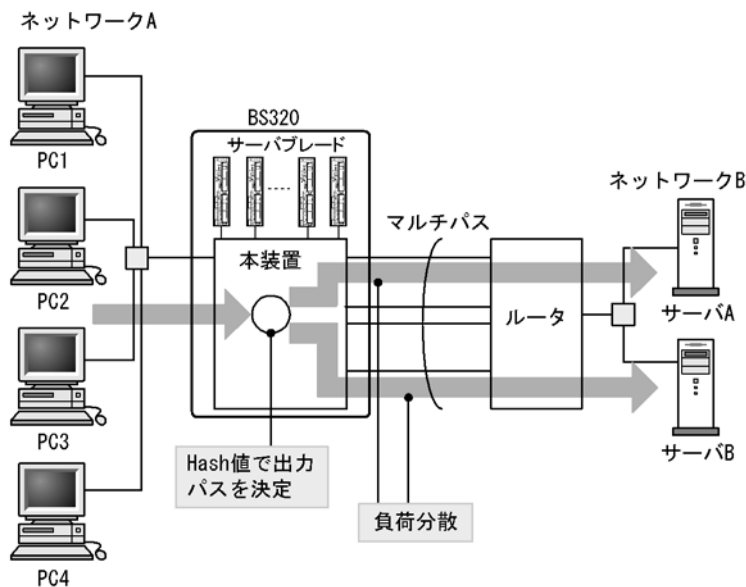 ネットワークA
PC1
PC2
PC3
PC4
BS320
サーバブレード
本装置
Hash値で出力
パスを決定
マルチパス
ルータ
負荷分散
ネットワークB
サーバA
サーバB